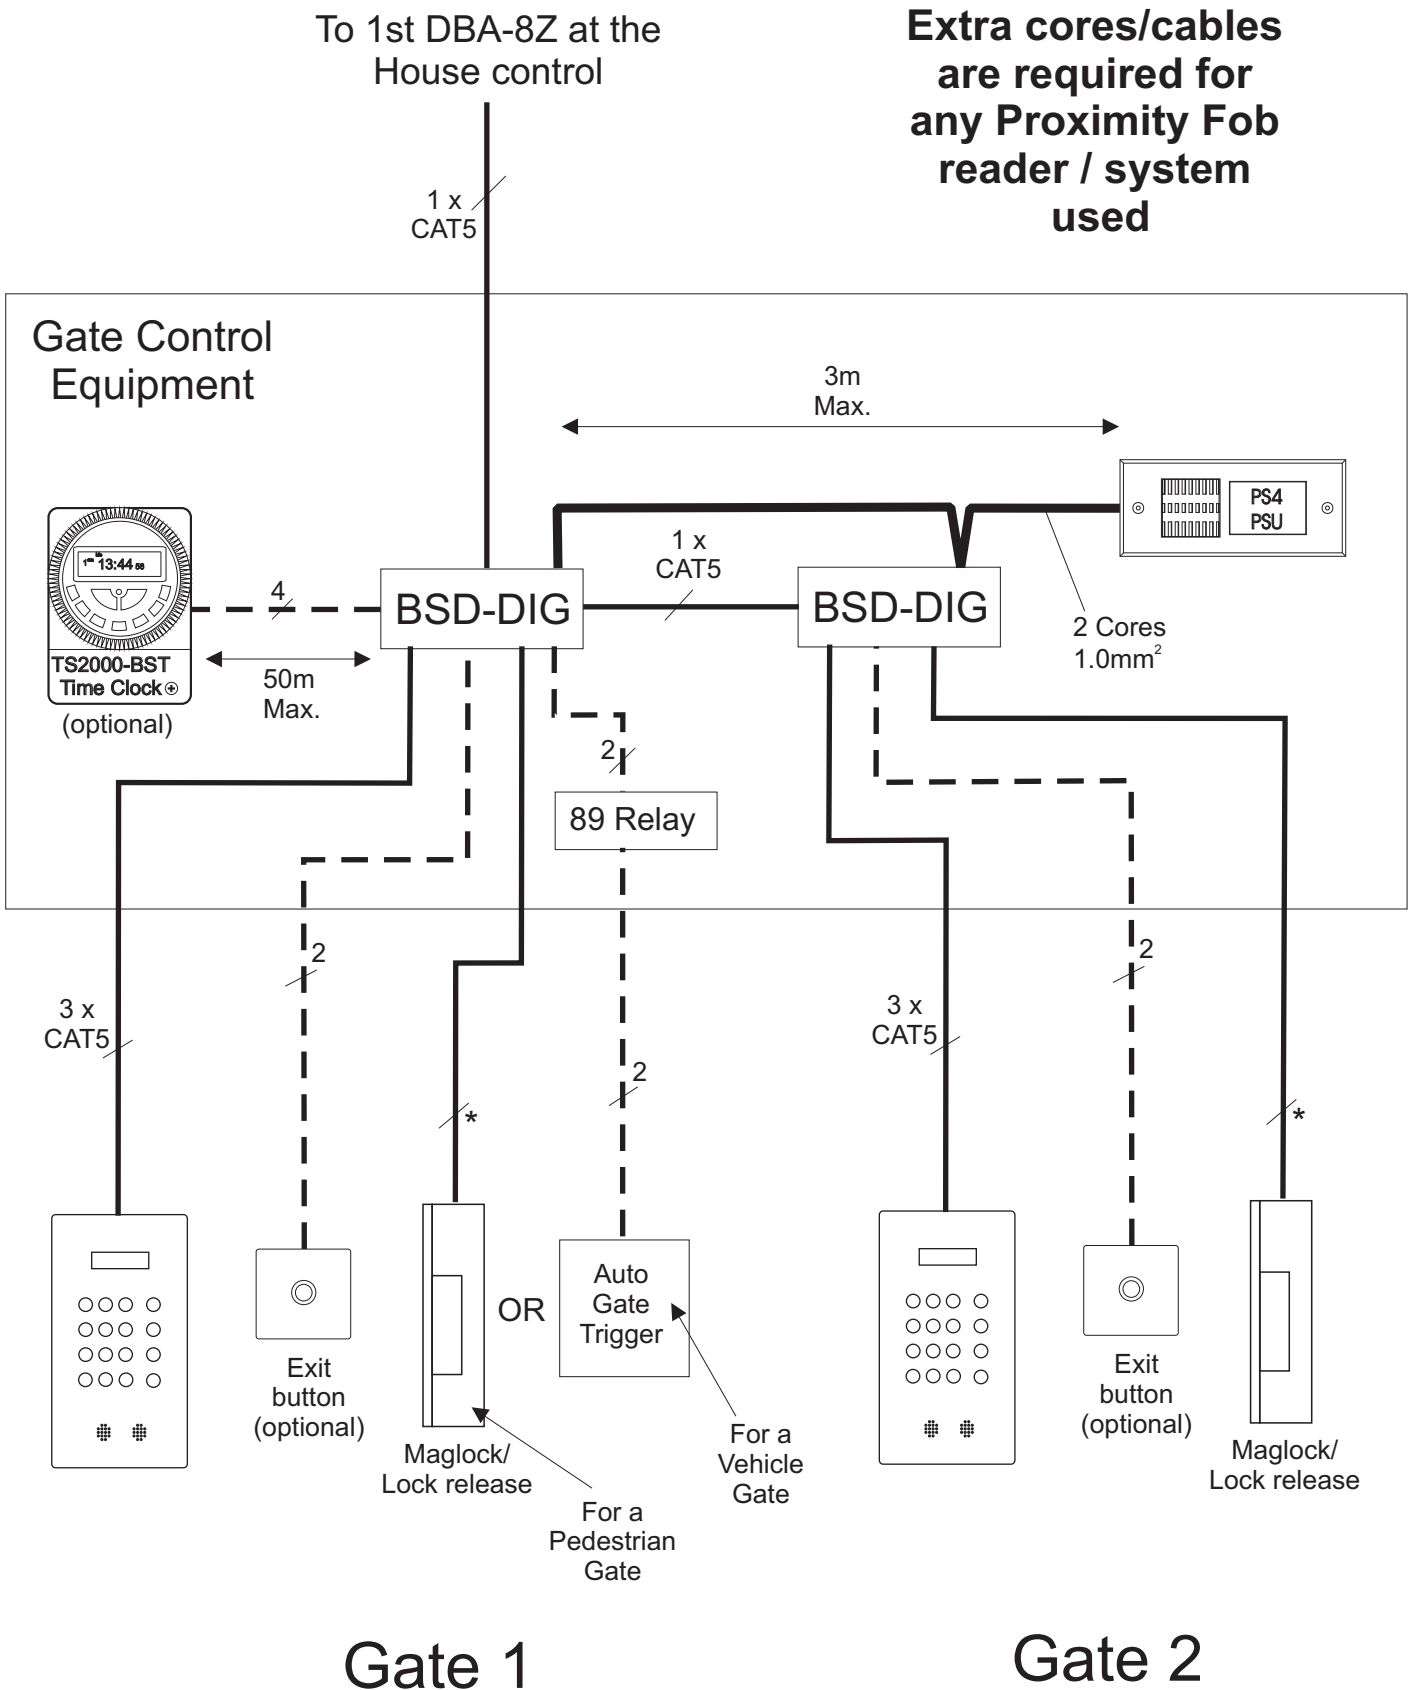 To 1st DBA-8Z at the
House control
Extra cores/cables
are required for
any Proximity Fob
reader / system
used
1 x
CAT5
Gate Control
Equipment
3m
Max.
PS4
PSU
1 x
CAT5
13:44
4
BSD-DIG
BSD-DIG
2 Cores
1.0mm²
TS2000-BST
Time Clock
(optional)
50m
Max.
2
89 Relay
2
2
3 x
CAT5
3 x
CAT5
2
*
*
OR
Auto
Gate
Trigger
Exit
button
(optional)
Exit
button
(optional)
Maglock/
Lock release
For a
Vehicle
Gate
Maglock/
Lock release
For a
Pedestrian
Gate
Gate 1
Gate 2